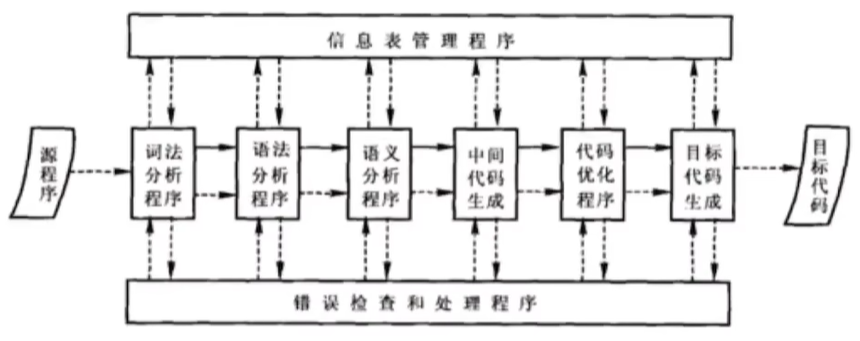 信息表管理程序
源程序
词法
分析
程序
语法
分析
程序
语义
分析
程序
中间
代码
生成
代码
优化
程序
目标
代码
生成
目标代码
错误检查和处理程序